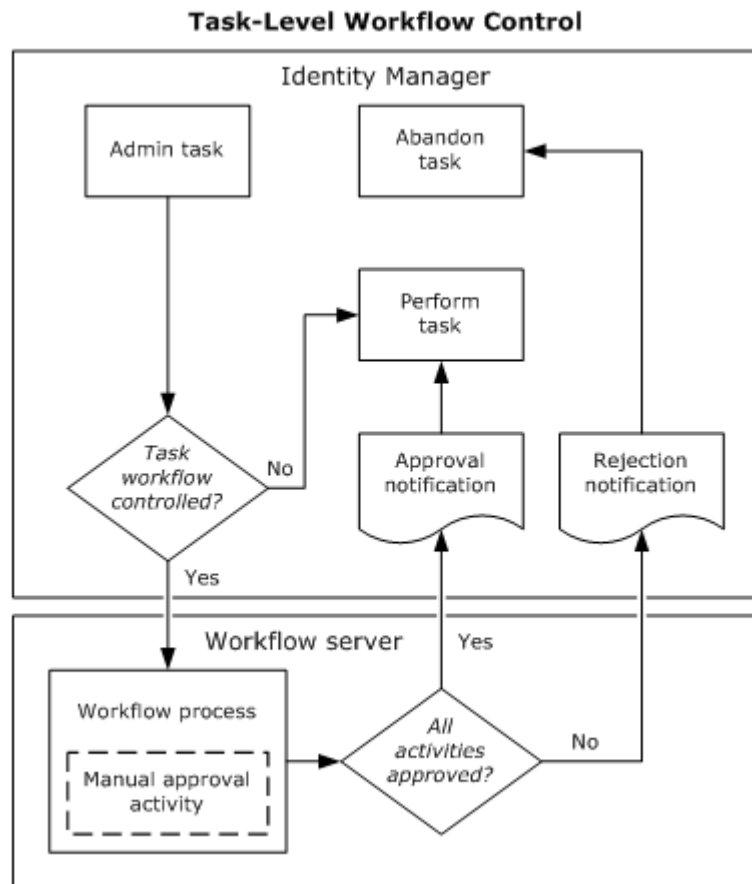 Task-Level Workflow Control
Identity Manager
Admin task
Abandon
task
Perform
task
Task
workflow
controlled?
No
Approval
notification
Rejection
notification
Yes
Workflow server
Yes
Workflow process
Manual approval
activity
All
activities
approved?
No